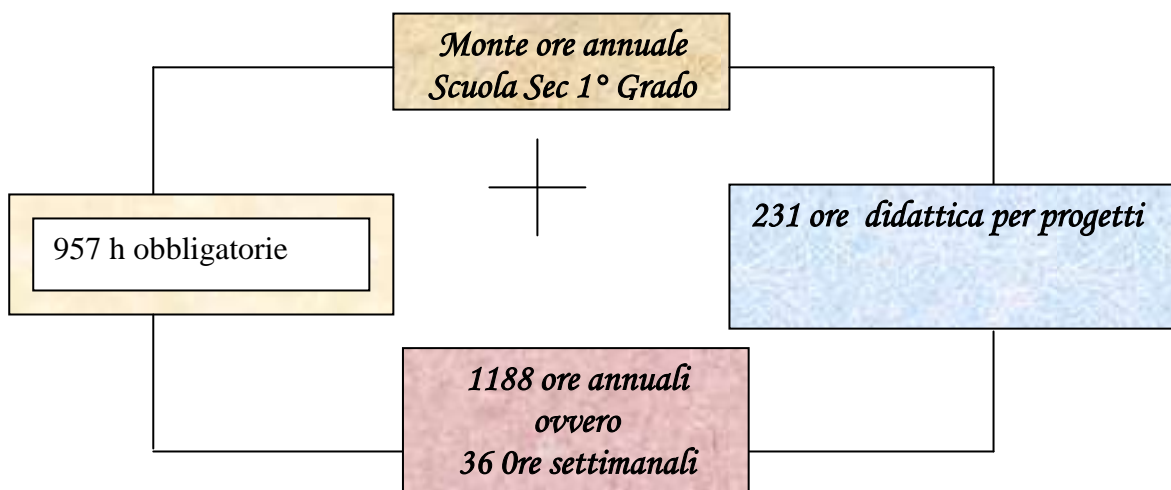 Monte ore annuale
Scuola Sec 1° Grado
957 h obbligatorie
231 ore didattica per progetti
1188 ore annuali
ovvero
36 0re settimanali